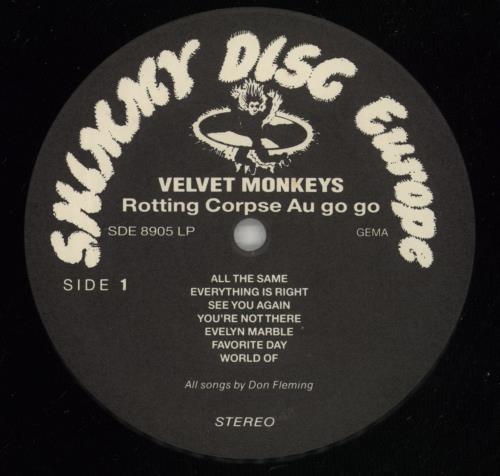 SHIMMY DISC Europe
VELVET MONKEYS
Rotting Corpse Au go go
SDE 8905 LP
GEMA
SIDE 1
ALL THE SAME
EVERYTHING IS RIGHT
SEE YOU AGAIN
YOU'RE NOT THERE
EVELYN MARBLE
FAVORITE DAY
WORLD OF
All songs by Don Fleming
STEREO